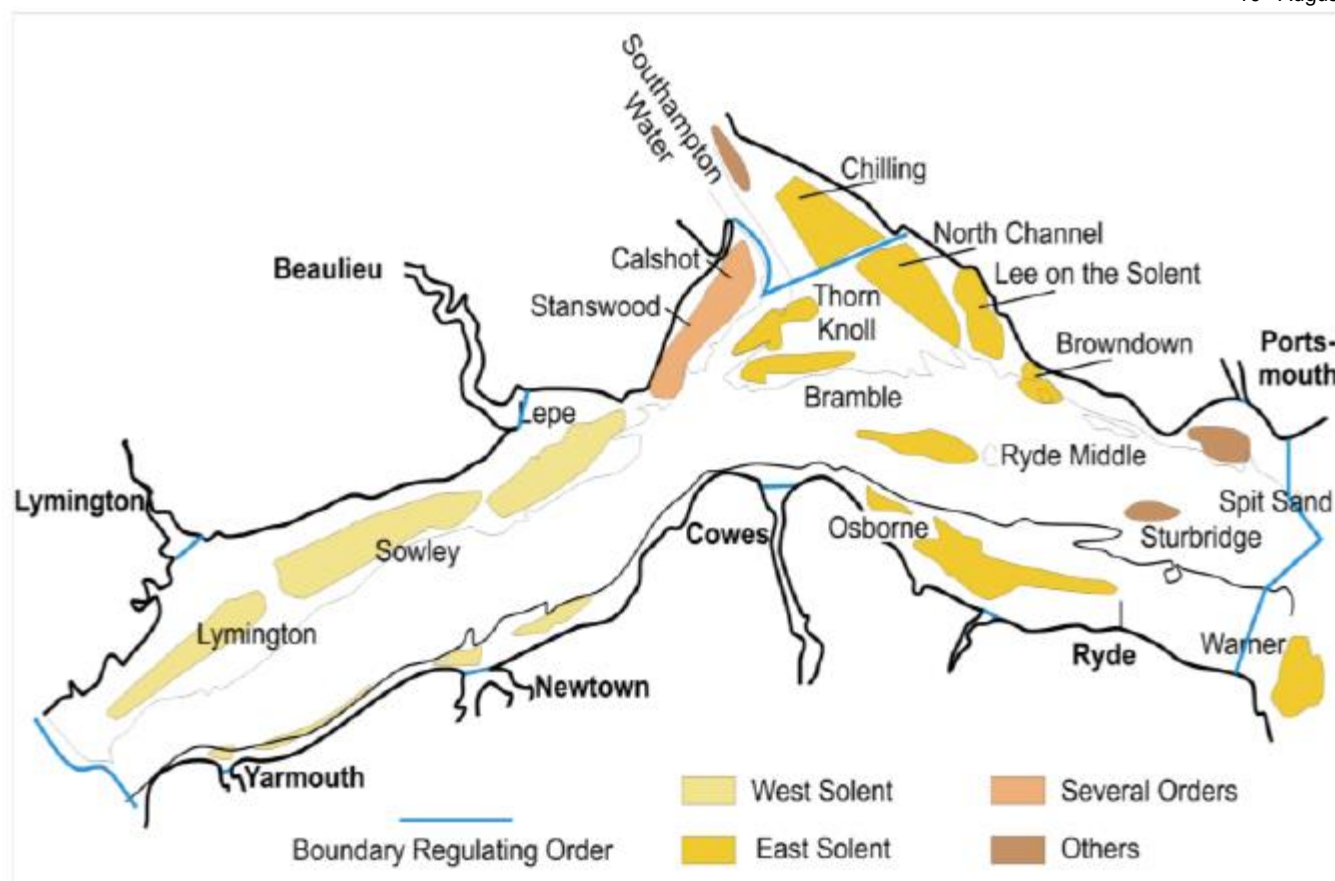 Southampton
Water
Chilling
North Channel
Calshot
Beaulieu
Lee on the Solent
Stanswood
Thorn
Knoll
Browndown
Ports-
mouth
Bramble
Lepe
Ryde Middle
Lymington
Spit Sand
Cowes
Osborne
Sturbridge
Sowley
Lymington
Warner
Ryde
Newtown
Yarmouth
West Solent
Several Orders
Boundary Regulating Order
East Solent
Others